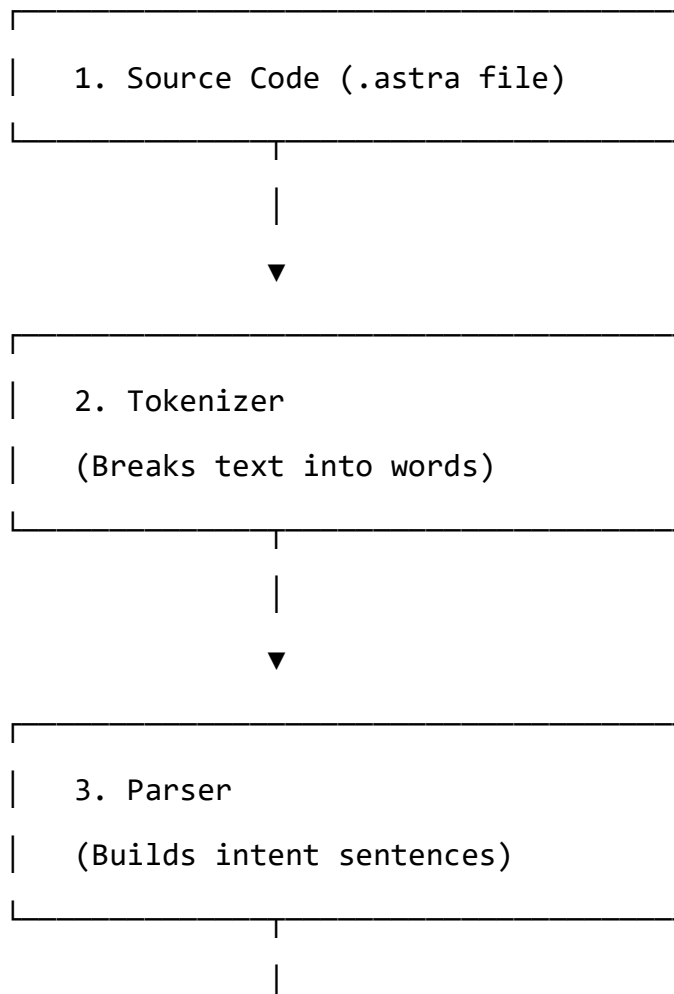 1. Source Code (.astra file)
▼
2. Tokenizer
(Breaks text into words)
▼
3. Parser
(Builds intent sentences)